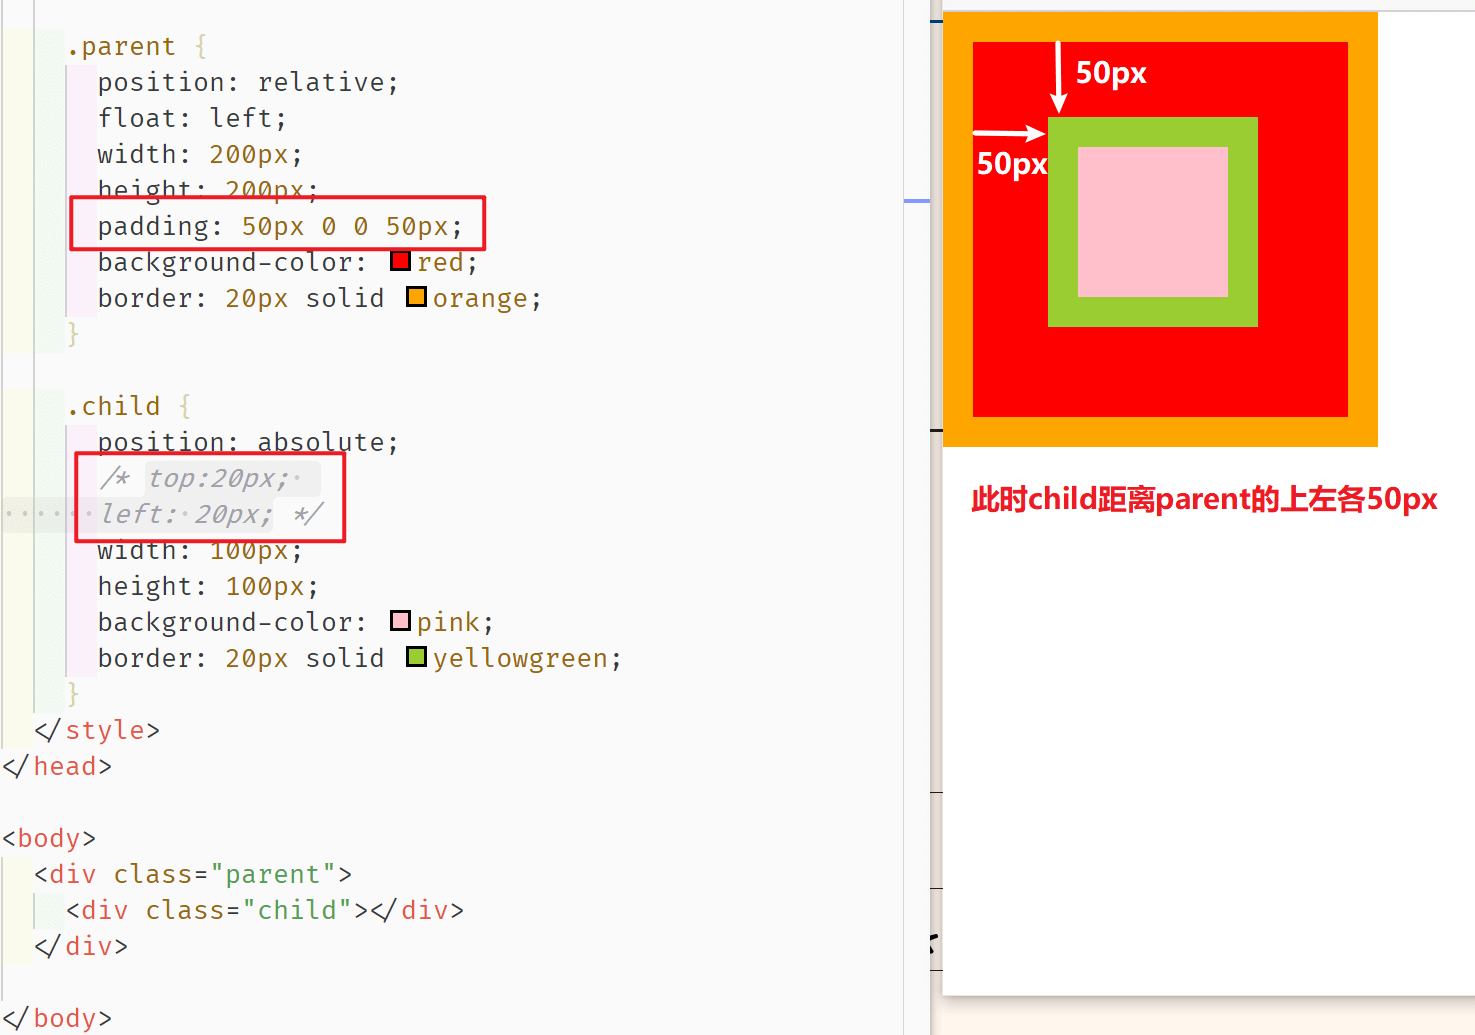 .parent {
position: relative;
float: left;
width: 200px;
height: 200px;
padding: 50px 0 0 50px;
background-color: red;
border: 20px solid orange;
}
.child {
position: absolute;
/* top:20px;
left: 20px; */
width: 100px;
height: 100px;
background-color: pink;
border: 20px solid yellowgreen;
}
</style>
</head>
<body>
<div class="parent">
<div class="child"></div>
</div>
</body>
50px
50px
此时child距离parent的上左各50px